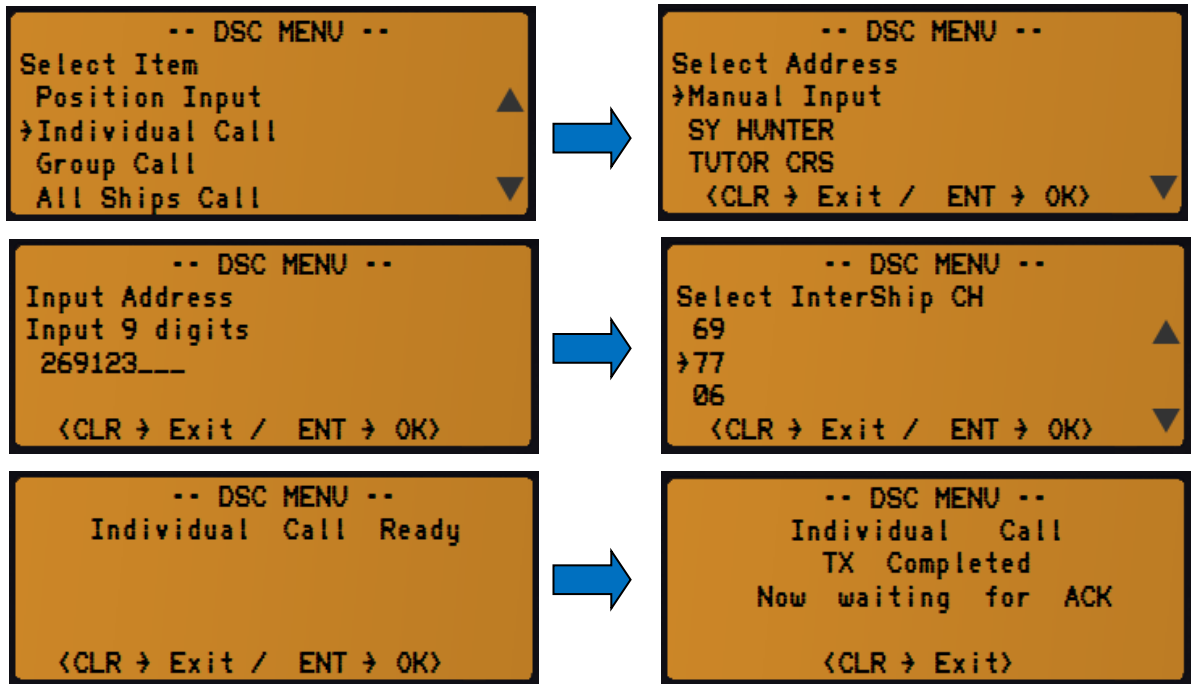 -- DSC MENU --
Select Item
Position Input
→Individual Call
Group Call
All Ships Call
-- DSC MENU --
Select Address
→Manual Input
SY HUNTER
TUTOR CRS
<CLR → Exit / ENT → OK>
-- DSC MENU --
Input Address
Input 9 digits
269123___
<CLR → Exit / ENT → OK>
-- DSC MENU --
Select InterShip CH
69
→77
06
<CLR → Exit / ENT → OK>
-- DSC MENU --
Individual Call Ready
<CLR → Exit / ENT → OK>
-- DSC MENU --
Individual Call
TX Completed
Now waiting for ACK
<CLR → Exit>